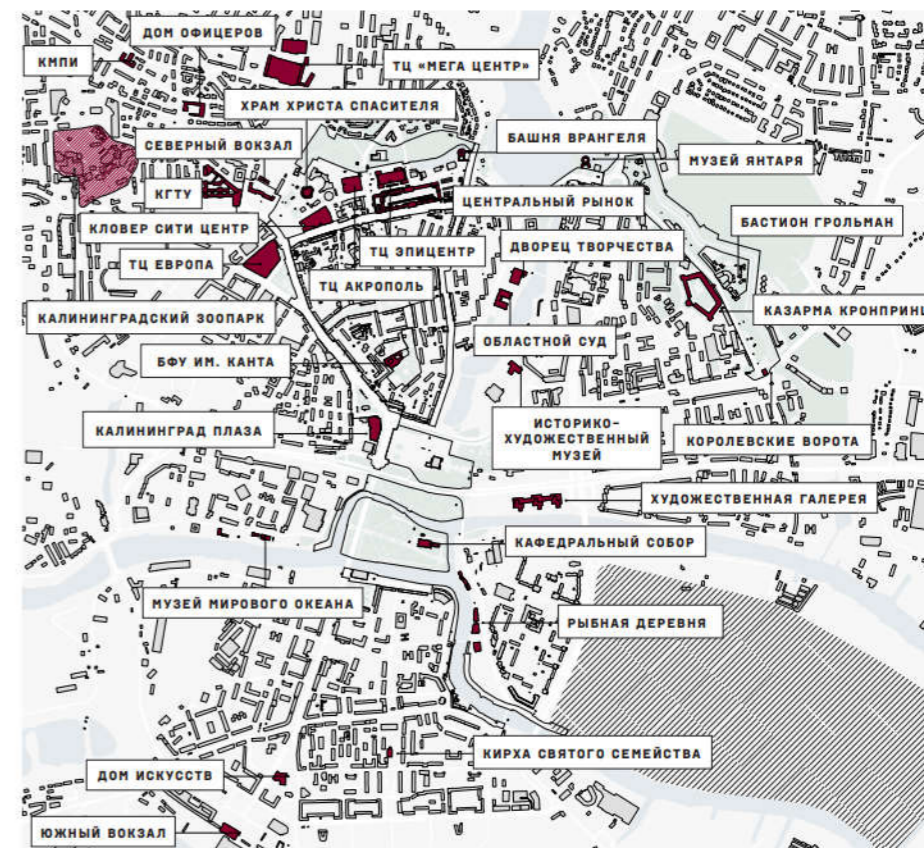 ДОМ ОФИЦЕРОВ
КМПИ
ТЦ «МЕГА ЦЕНТР»
ХРАМ ХРИСТА СПАСИТЕЛЯ
СЕВЕРНЫЙ ВОКЗАЛ
БАШНЯ ВРАНГЕЛЯ
МУЗЕЙ ЯНТАРЯ
КГТУ
ЦЕНТРАЛЬНЫЙ РЫНОК
КЛОВЕР СИТИ ЦЕНТР
БАСТИОН ГРОЛЬМАН
ТЦ ЭПИЦЕНТР
ДВОРЕЦ ТВОРЧЕСТВА
ТЦ ЕВРОПА
ТЦ АКРОПОЛЬ
КАЛИНИНГРАДСКИЙ ЗООПАРК
КАЗАРМА КРОНПРИНЦ
ОБЛАСТНОЙ СУД
БФУ ИМ. КАНТА
КАЛИНИНГРАД ПЛАЗА
ИСТОРИКО-
ХУДОЖЕСТВЕННЫЙ
МУЗЕЙ
КОРОЛЕВСКИЕ ВОРОТА
ХУДОЖЕСТВЕННАЯ ГАЛЕРЕЯ
КАФЕДРАЛЬНЫЙ СОБОР
МУЗЕЙ МИРОВОГО ОКЕАНА
РЫБНАЯ ДЕРЕВНЯ
КИРХА СВЯТОГО СЕМЕЙСТВА
ДОМ ИСКУССТВ
ЮЖНЫЙ ВОКЗАЛ